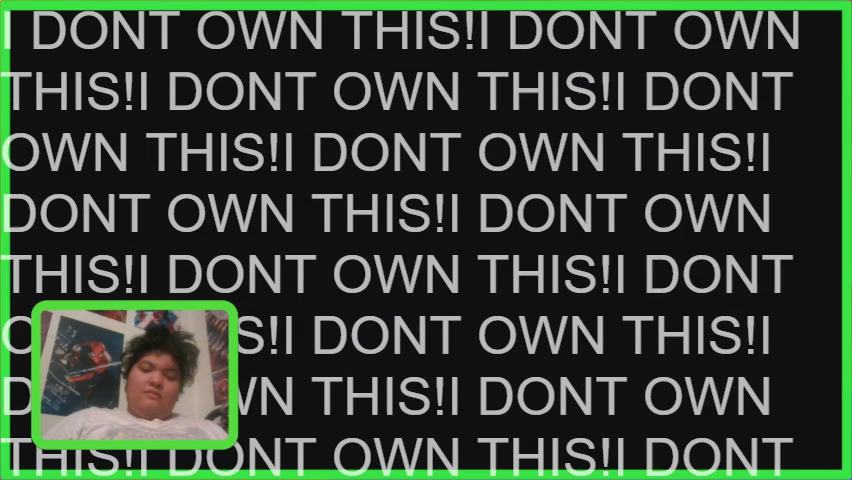 I DONT OWN THIS!I DONT OWN
THIS!I DONT OWN THIS!I DONT
OWN THIS!I DONT OWN THIS!I
DONT OWN THIS!I DONT OWN
THIS!I DONT OWN THIS!I DONT
O S!I DONT OWN THIS!I
D WN THIS!I DONT OWN
THIS!I DONT OWN THIS!I DONT